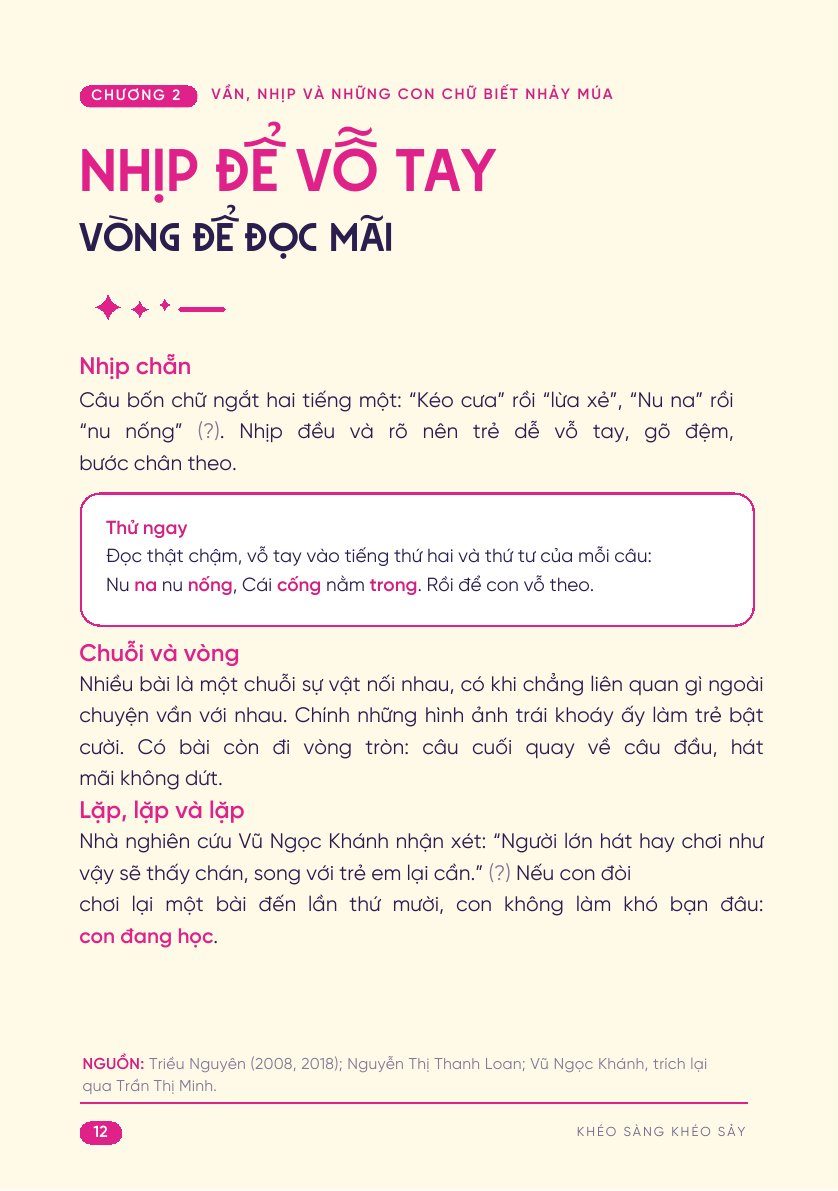 CHƯƠNG 2 VẦN, NHỊP VÀ NHỮNG CON CHỮ BIẾT NHẢY MÚA
NHỊP ĐỂ VỖ TAY
VÒNG ĐỂ ĐỌC MÃI
Nhịp chẵn
Câu bốn chữ ngắt hai tiếng một: “Kéo cưa” rồi “lừa xẻ”, “Nu na” rồi
“nu nống” (?). Nhịp đều và rõ nên trẻ dễ vỗ tay, gõ đệm,
bước chân theo.
Thử ngay
Đọc thật chậm, vỗ tay vào tiếng thứ hai và thứ tư của mỗi câu:
Nu na nu nống, Cái cống nằm trong. Rồi để con vỗ theo.
Chuỗi và vòng
Nhiều bài là một chuỗi sự vật nối nhau, có khi chẳng liên quan gì ngoài
chuyện vần với nhau. Chính những hình ảnh trái khoáy ấy làm trẻ bật
cười. Có bài còn đi vòng tròn: câu cuối quay về câu đầu, hát
mãi không dứt.
Lặp, lặp và lặp
Nhà nghiên cứu Vũ Ngọc Khánh nhận xét: “Người lớn hát hay chơi như
vậy sẽ thấy chán, song với trẻ em lại cần.” (?) Nếu con đòi
chơi lại một bài đến lần thứ mười, con không làm khó bạn đâu:
con đang học.
NGUỒN: Triều Nguyên (2008, 2018); Nguyễn Thị Thanh Loan; Vũ Ngọc Khánh, trích lại
qua Trần Thị Minh.
12 KHÉO SÀNG KHÉO SẢY